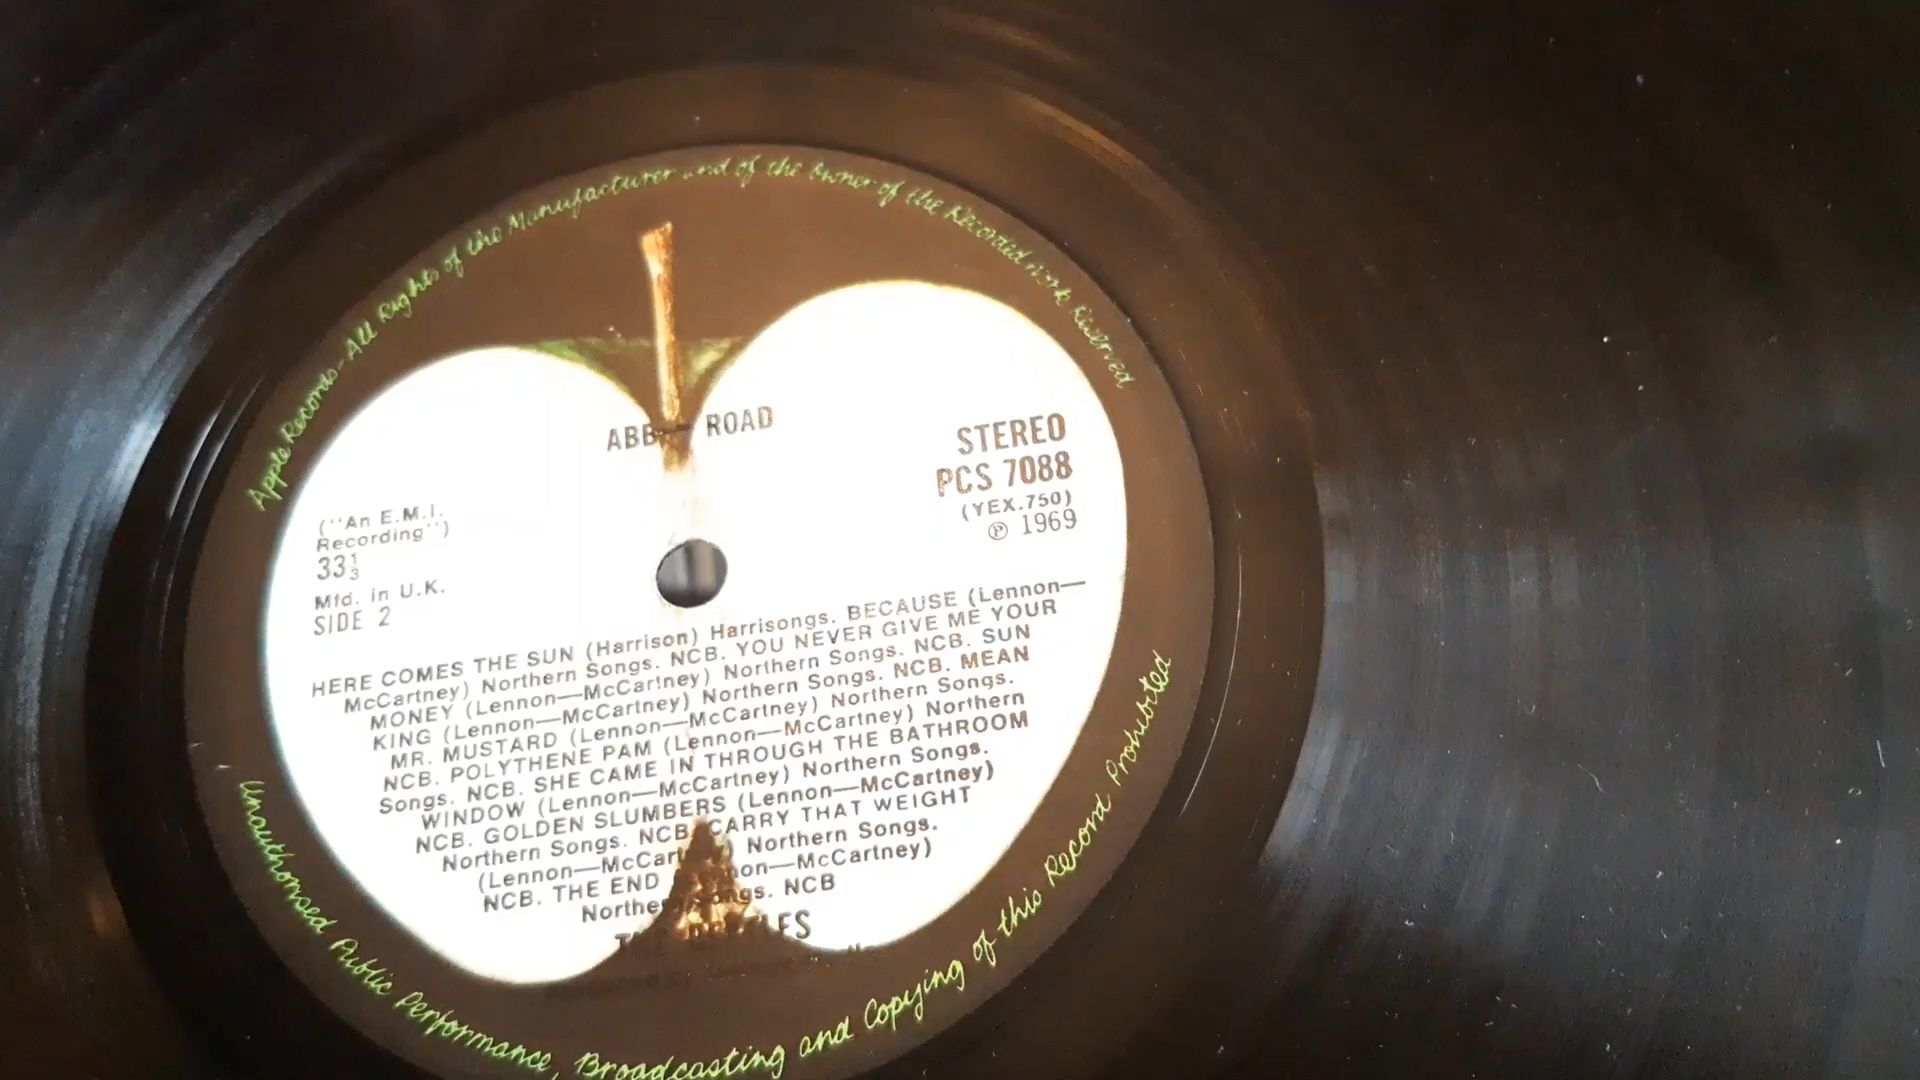 Apple Records – All Rights of the Manufacturer and of the Owner of the Recorded work Reserved
ROAD
STEREO
PCS 7088
(YEX.750)
℗ 1969
("An E.M.I.
Recording")
33⅓
Mfd. in U.K.
SIDE 2
HERE COMES THE SUN (Harrison) Harrisongs. BECAUSE (Lennon—
McCartney) Northern Songs. NCB. YOU NEVER GIVE ME YOUR
MONEY (Lennon—McCartney) Northern Songs. NCB. SUN
KING (Lennon—McCartney) Northern Songs. NCB. MEAN
MR. MUSTARD (Lennon—McCartney) Northern Songs.
NCB. POLYTHENE PAM (Lennon—McCartney) Northern
Songs. NCB. SHE CAME IN THROUGH THE BATHROOM
WINDOW (Lennon—McCartney) Northern Songs.
NCB. GOLDEN SLUMBERS (Lennon—McCartney)
Northern Songs. NCB. CARRY THAT WEIGHT
(Lennon—McCartney) Northern Songs.
NCB. THE END (Lennon—McCartney)
Northern Songs. NCB
THE BEATLES
Unauthorised Public Performance, Broadcasting and Copying of this Record Prohibited